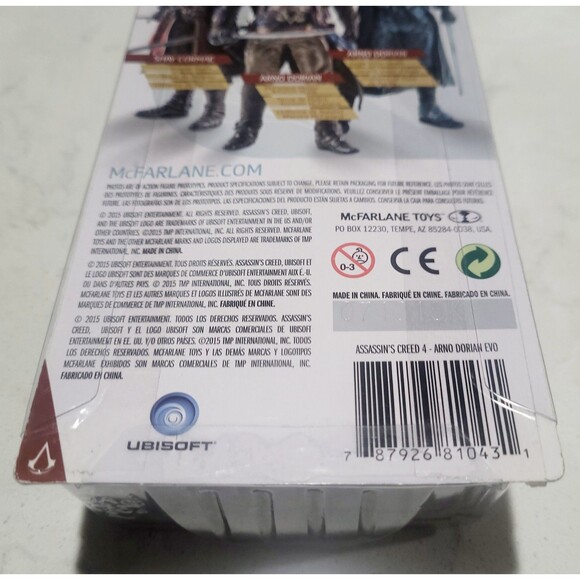 ARNO DORIAN
ARNO DORIAN
McFARLANE.COM
PHOTOS ARE OF ACTION FIGURE PROTOTYPES. PRODUCT SPECIFICATIONS SUBJECT TO CHANGE. PLEASE RETAIN PACKAGING FOR FUTURE REFERENCE. LES PHOTOS SONT CELLES
DES PROTOTYPES DE FIGURINES. CARACTÉRISTIQUES DES PRODUITS SOUS RÉSERVE DE MODIFICATIONS. VEUILLEZ CONSERVER LE PRÉSENT EMBALLAGE POUR FUTURE
RÉFÉRENCE. LAS FOTOGRAFÍAS SON DE LOS PROTOTIPOS. LAS ESPECIFICACIONES DEL PRODUCTO ESTÁN SUJETAS A CAMBIOS. CONSERVA LA CAJA PARA CONSULTAS FUTURAS.
© 2015 UBISOFT ENTERTAINMENT. ALL RIGHTS RESERVED. ASSASSIN'S CREED, UBISOFT,
AND THE UBISOFT LOGO ARE TRADEMARKS OF UBISOFT ENTERTAINMENT IN THE US AND/OR
OTHER COUNTRIES. ©2015 TMP INTERNATIONAL, INC. ALL RIGHTS RESERVED. MCFARLANE
TOYS AND THE OTHER MCFARLANE MARKS AND LOGOS DISPLAYED ARE TRADEMARKS OF TMP
INTERNATIONAL, INC. MADE IN CHINA.
© 2015 UBISOFT ENTERTAINMENT. TOUS DROITS RÉSERVÉS. ASSASSIN'S CREED, UBISOFT ET
LE LOGO UBISOFT SONT DES MARQUES DE COMMERCE D'UBISOFT ENTERTAINMENT AUX É.-U.
OU DANS D'AUTRES PAYS. © 2015 TMP INTERNATIONAL, INC. TOUS DROITS RÉSERVÉS.
MCFARLANE TOYS ET LES AUTRES MARQUES ET LOGOS ILLUSTRÉS DE MCFARLANE SONT DES
MARQUES DE COMMERCE DE TMP INTERNATIONAL, INC. FABRIQUÉ EN CHINE.
© 2015 UBISOFT ENTERTAINMENT. TODOS LOS DERECHOS RESERVADOS. ASSASSIN'S
CREED, UBISOFT Y EL LOGO UBISOFT SON MARCAS COMERCIALES DE UBISOFT
ENTERTAINMENT EN EE. UU. Y/O OTROS PAÍSES. ©2015 TMP INTERNATIONAL, INC. TODOS
LOS DERECHOS RESERVADOS. MCFARLANE TOYS Y LAS DEMÁS MARCAS Y LOGOTIPOS
MCFARLANE EXHIBIDOS SON MARCAS COMERCIALES DE TMP INTERNATIONAL, INC.
FABRICADO EN CHINA.
McFARLANE TOYS
PO BOX 12230, TEMPE, AZ 85284-0038, USA.
0-3
CE
MADE IN CHINA. FABRIQUÉ EN CHINE. FABRICADO EN CHINA.
ASSASSIN'S CREED 4 - ARNO DORIAN EVO
7 87926 81043 1
UBISOFT